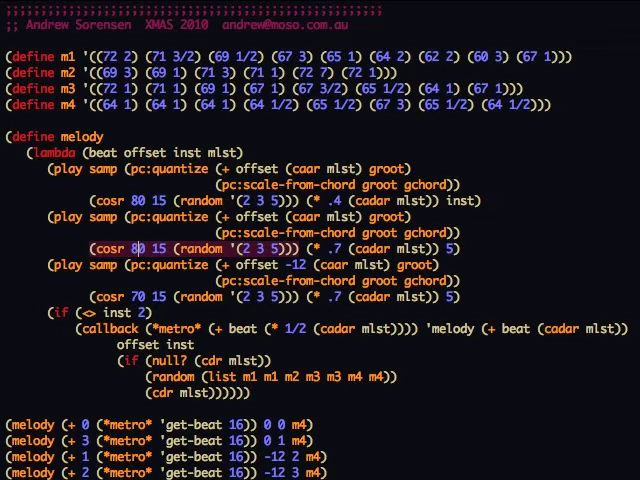 ;;;;;;;;;;;;;;;;;;;;;;;;;;;;;;;;;;;;;;;;;;;;;;;;;;;;;;
;; Andrew Sorensen  XMAS 2010  andrew@moso.com.au
(define m1 '((72 2) (71 3/2) (69 1/2) (67 3) (65 1) (64 2) (62 2) (60 3) (67 1)))
(define m2 '((69 3) (69 1) (71 3) (71 1) (72 7) (72 1)))
(define m3 '((72 1) (71 1) (69 1) (67 1) (67 3/2) (65 1/2) (64 1) (67 1)))
(define m4 '((64 1) (64 1) (64 1) (64 1/2) (65 1/2) (67 3) (65 1/2) (64 1/2)))
(define melody
(lambda (beat offset inst mlst)
(play samp (pc:quantize (+ offset (caar mlst) groot)
(pc:scale-from-chord groot gchord))
(cosr 80 15 (random '(2 3 5))) (* .4 (cadar mlst)) inst)
(play samp (pc:quantize (+ offset (caar mlst) groot)
(pc:scale-from-chord groot gchord))
(cosr 80 15 (random '(2 3 5))) (* .7 (cadar mlst)) 5)
(play samp (pc:quantize (+ offset -12 (caar mlst) groot)
(pc:scale-from-chord groot gchord))
(cosr 70 15 (random '(2 3 5))) (* .7 (cadar mlst)) 5)
(if (<> inst 2)
(callback (*metro* (+ beat (* 1/2 (cadar mlst)))) 'melody (+ beat (cadar mlst))
offset inst
(if (null? (cdr mlst))
(random (list m1 m1 m2 m3 m3 m4 m4))
(cdr mlst))))))
(melody (+ 0 (*metro* 'get-beat 16)) 0 0 m4)
(melody (+ 3 (*metro* 'get-beat 16)) 0 1 m4)
(melody (+ 1 (*metro* 'get-beat 16)) -12 2 m4)
(melody (+ 2 (*metro* 'get-beat 16)) -12 3 m4)